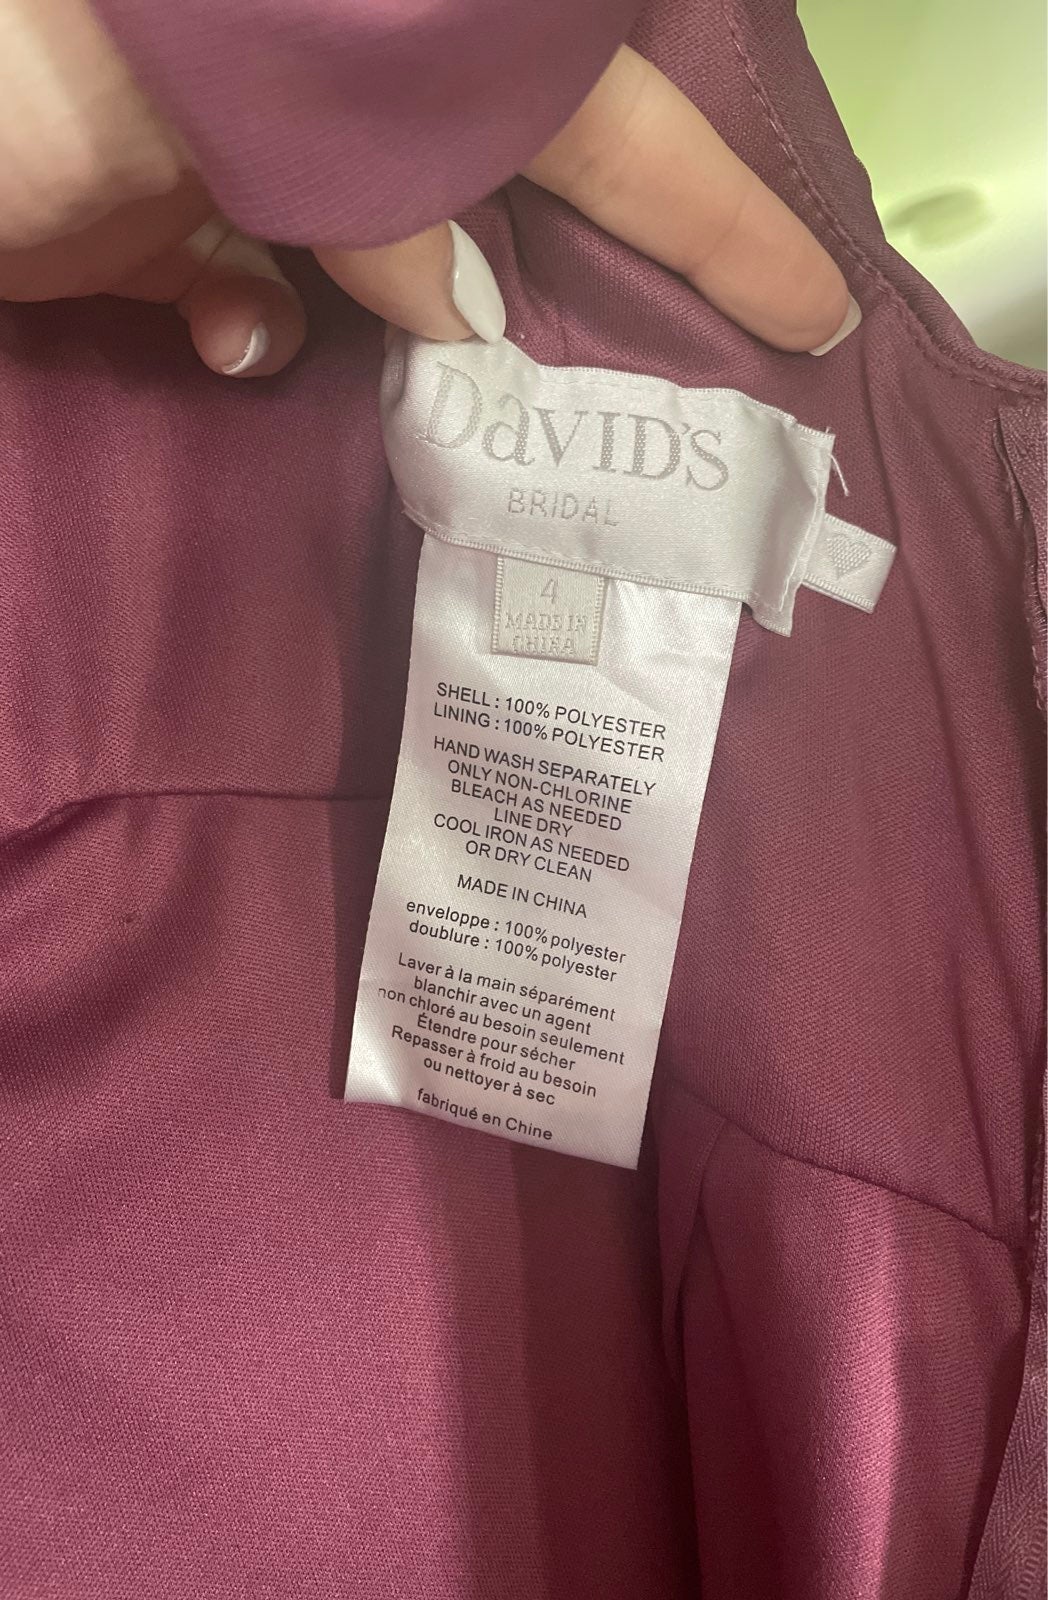 DAVID'S
BRIDAL
4
MADE IN
CHINA
SHELL : 100% POLYESTER
LINING : 100% POLYESTER
HAND WASH SEPARATELY
ONLY NON-CHLORINE
BLEACH AS NEEDED
LINE DRY
COOL IRON AS NEEDED
OR DRY CLEAN
MADE IN CHINA
enveloppe : 100% polyester
doublure : 100% polyester
Laver à la main séparément
blanchir avec un agent
non chloré au besoin seulement
Étendre pour sécher
Repasser à froid au besoin
ou nettoyer à sec
fabriqué en Chine